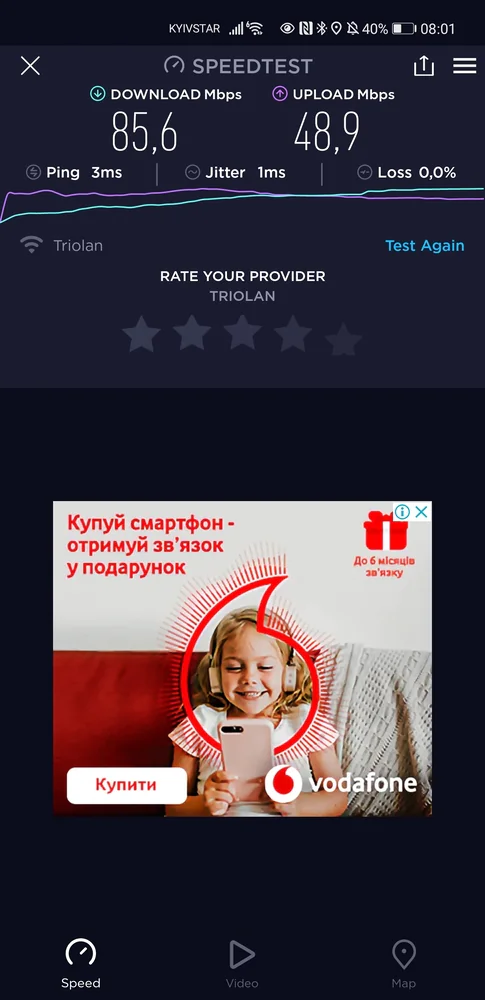 KYIVSTAR 6 40% 08:01
SPEEDTEST
DOWNLOAD Mbps UPLOAD Mbps
85,6 48,9
Ping 3ms Jitter 1ms Loss 0,0%
Triolan Test Again
RATE YOUR PROVIDER
TRIOLAN
Купуй смартфон -
отримуй зв'язок
у подарунок
До 6 місяців
зв'язку
Купити vodafone
Speed Video Map